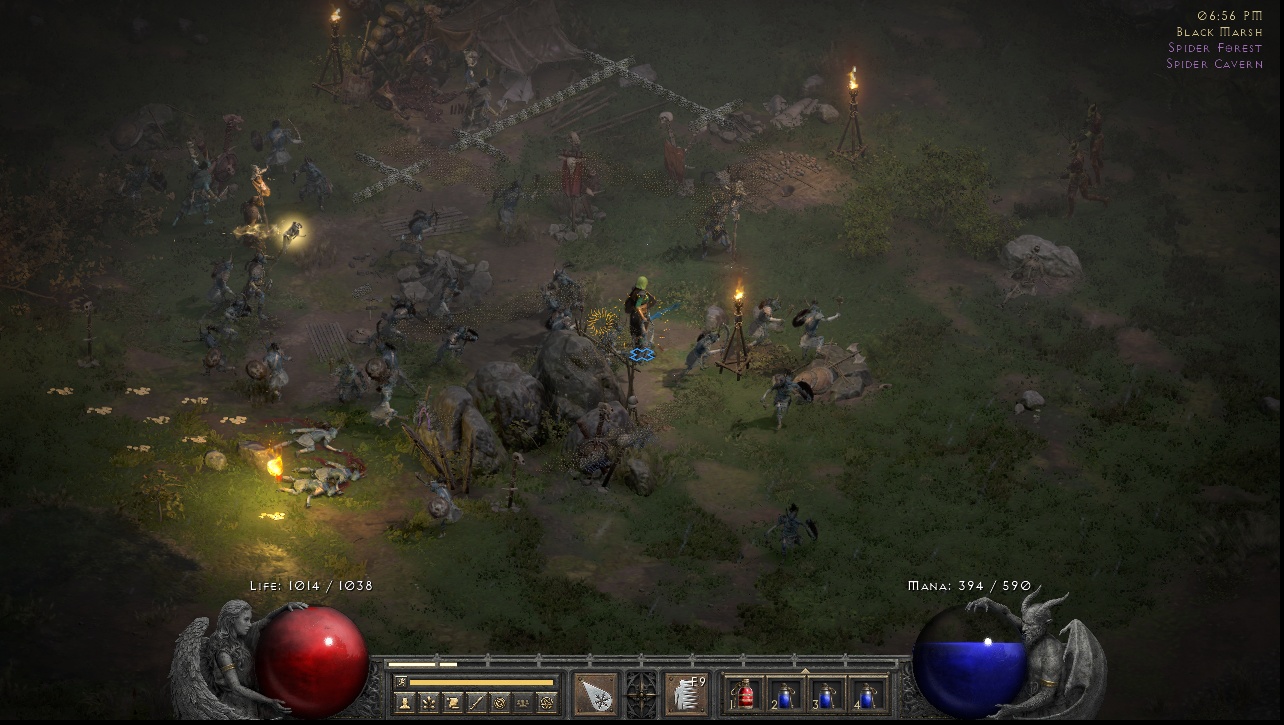 06:56 PM
Black Marsh
Spider Forest
Spider Cavern
Life: 1014 / 1038
Mana: 394 / 590
F9
1
2
3
4